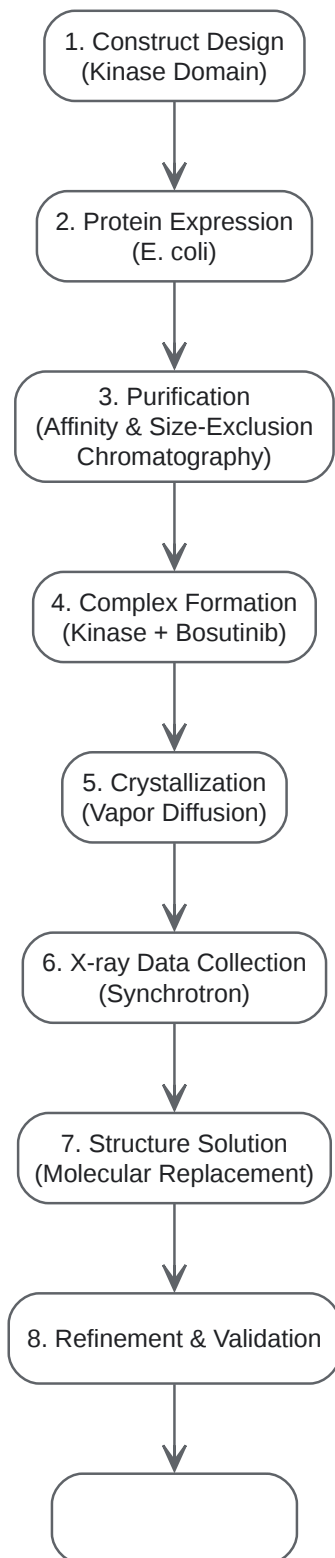 1. Construct Design
(Kinase Domain)
2. Protein Expression
(E. coli)
3. Purification
(Affinity & Size-Exclusion
Chromatography)
4. Complex Formation
(Kinase + Bosutinib)
5. Crystallization
(Vapor Diffusion)
6. X-ray Data Collection
(Synchrotron)
7. Structure Solution
(Molecular Replacement)
8. Refinement & Validation